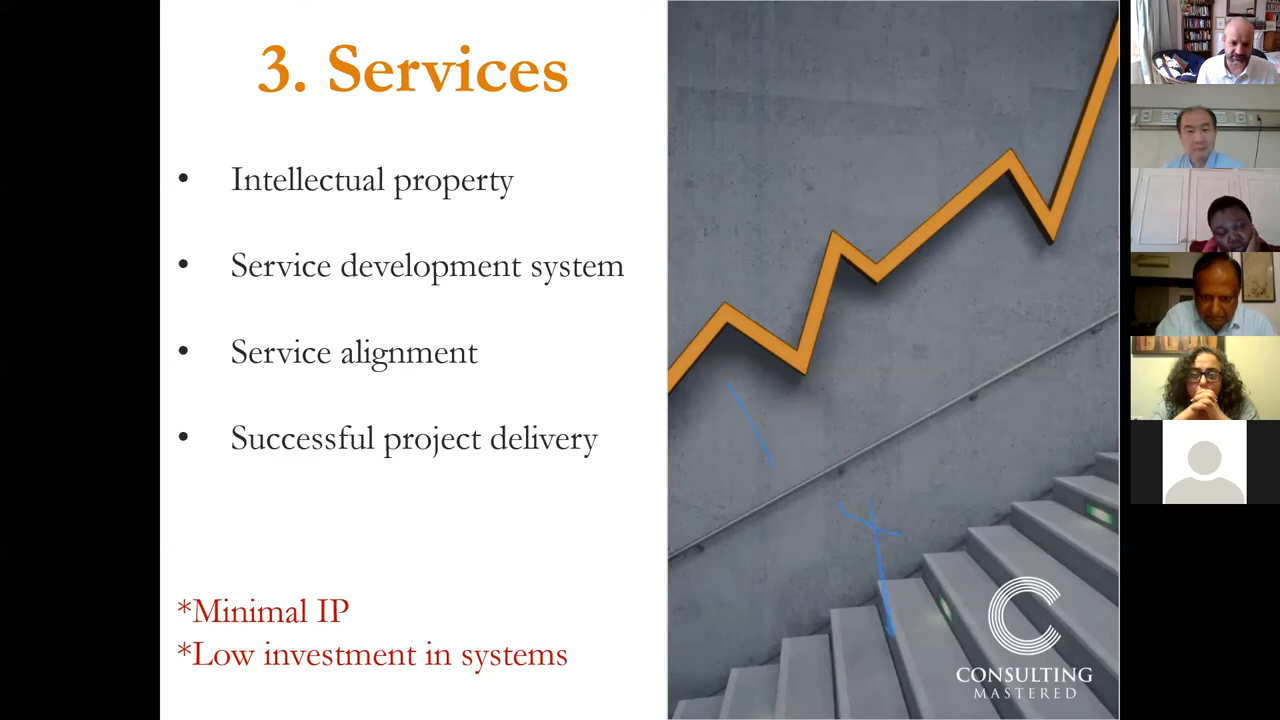 3. Services
• Intellectual property
• Service development system
• Service alignment
• Successful project delivery
*Minimal IP
*Low investment in systems
CONSULTING
MASTERED